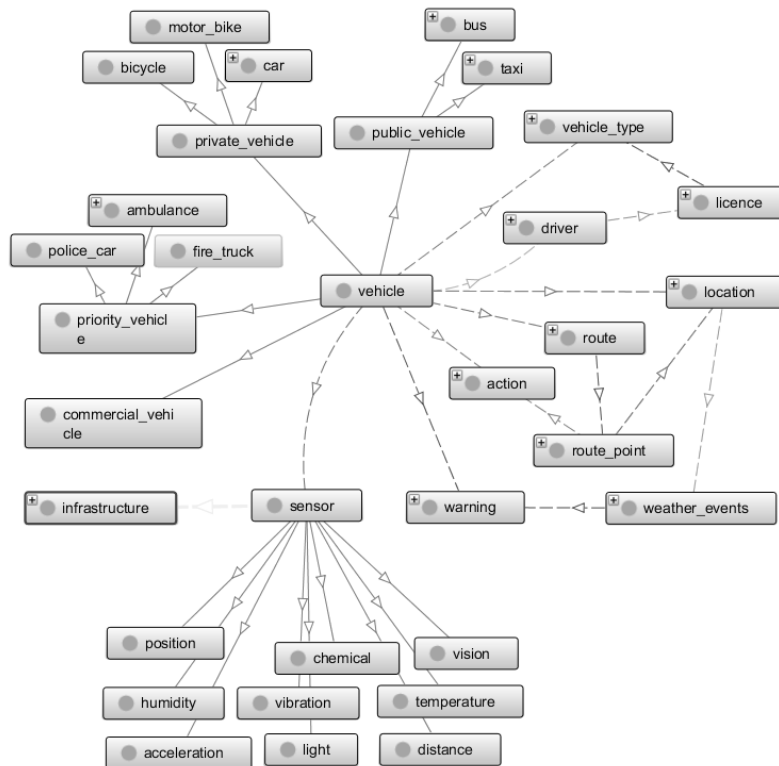 motor_bike
bus
bicycle
car
taxi
private_vehicle
public_vehicle
vehicle_type
ambulance
licence
driver
police_car
fire_truck
vehicle
location
priority_vehicl
e
route
action
commercial_vehi
cle
route_point
infrastructure
sensor
warning
weather_events
position
chemical
vision
humidity
vibration
temperature
acceleration
light
distance